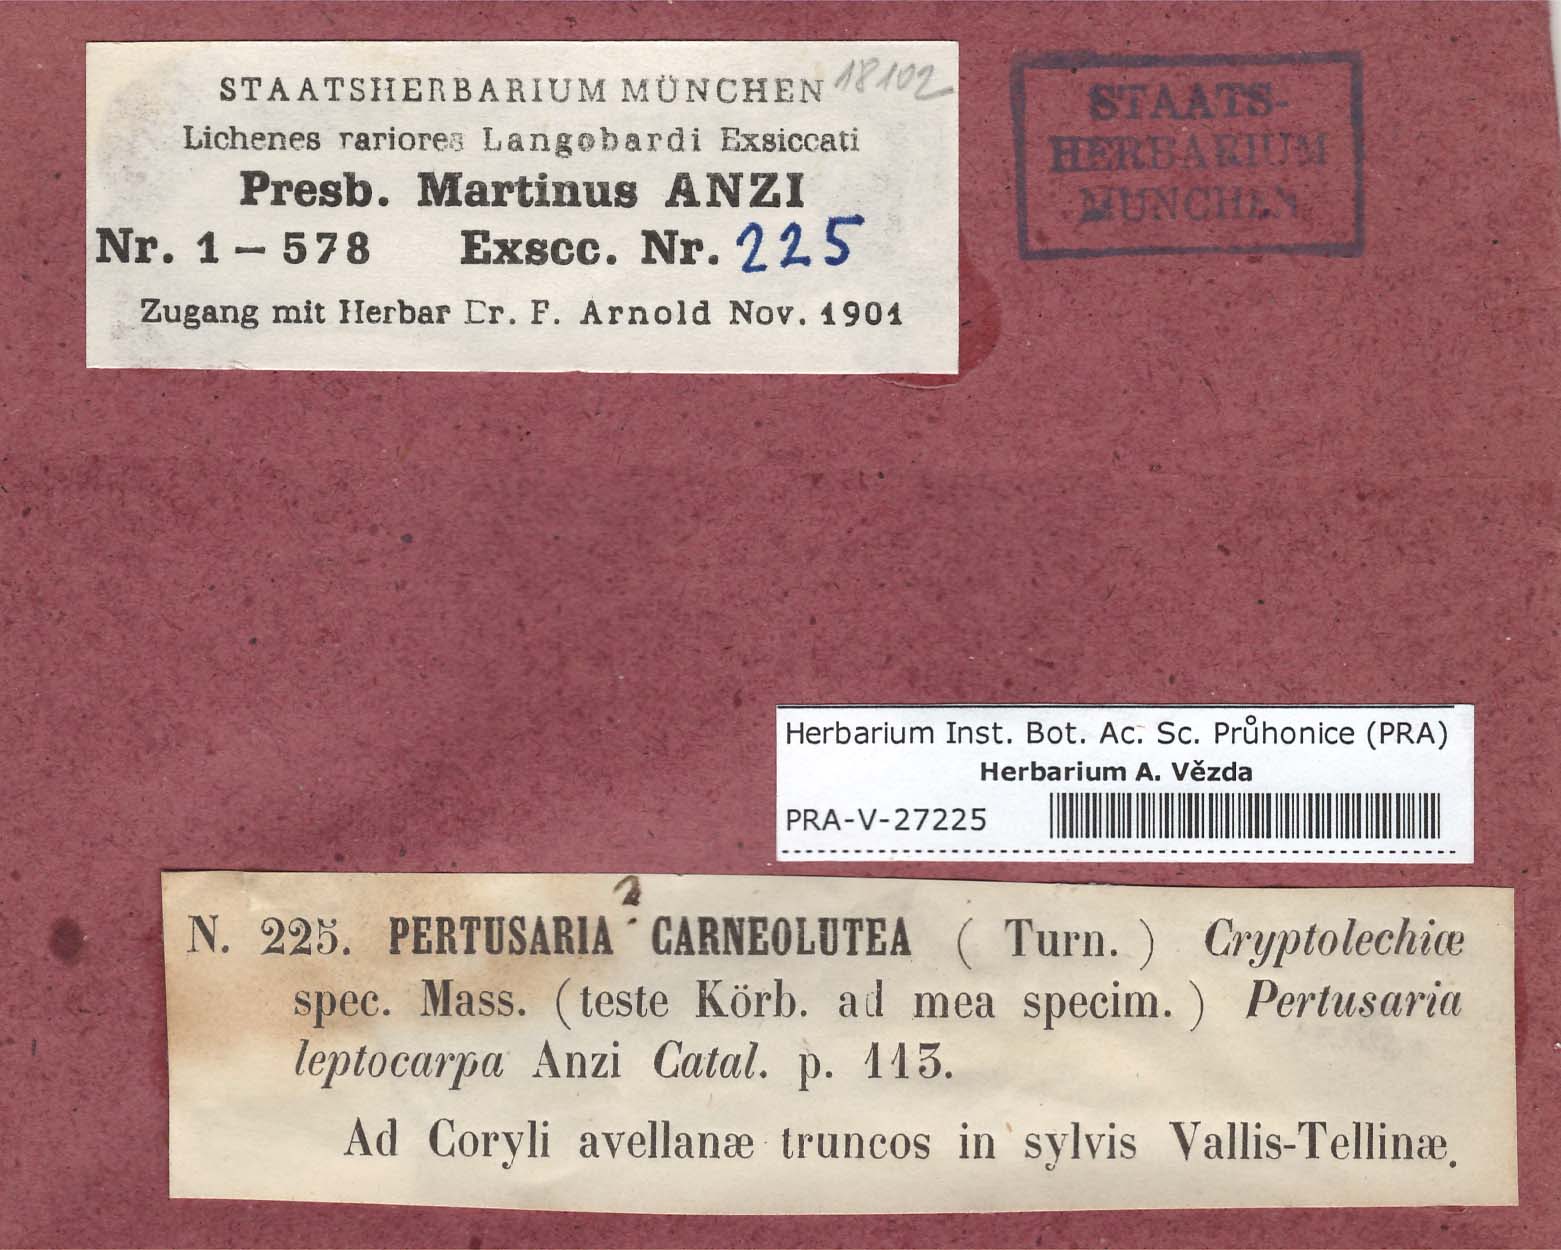 STAATSHERBARIUM MÜNCHEN 18102
Lichenes rariores Langobardi Exsiccati
Presb. Martinus ANZI
Nr. 1 – 578 Exscc. Nr. 225
Zugang mit Herbar Dr. F. Arnold Nov. 1901
STAATS-
HERBARIUM
MÜNCHEN
Herbarium Inst. Bot. Ac. Sc. Průhonice (PRA)
Herbarium A. Vězda
PRA-V-27225
N. 225. PERTUSARIA ? CARNEOLUTEA ( Turn. ) Cryptolechiæ
spec. Mass. (teste Körb. ad mea specim. ) Pertusaria
leptocarpa Anzi Catal. p. 113.
Ad Coryli avellanæ truncos in sylvis Vallis-Tellinæ.